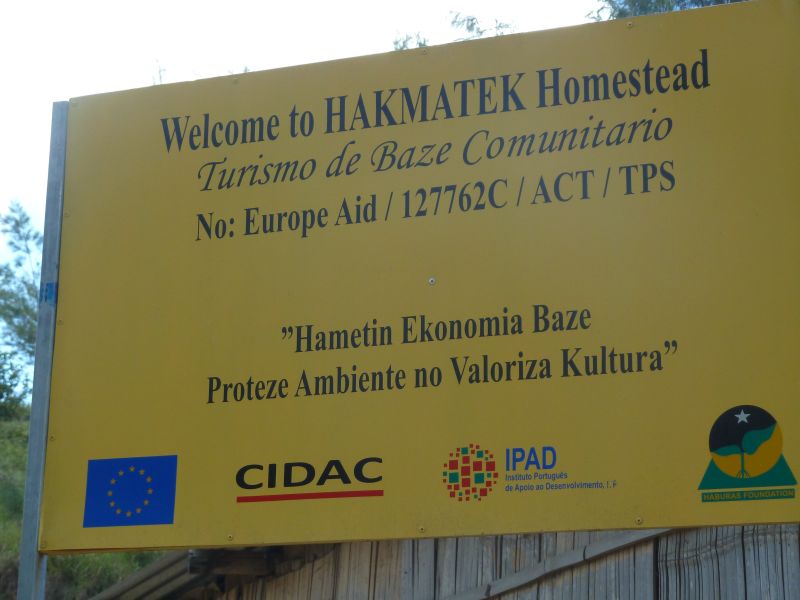 Welcome to HAKMATEK Homestead
Turismo de Baze Comunitario
No: Europe Aid / 127762C / ACT / TPS
”Hametin Ekonomia Baze
Proteze Ambiente no Valoriza Kultura”
CIDAC
IPAD
Instituto Português
de Apoio ao Desenvolvimento, I. P
HABURAS FOUNDATION